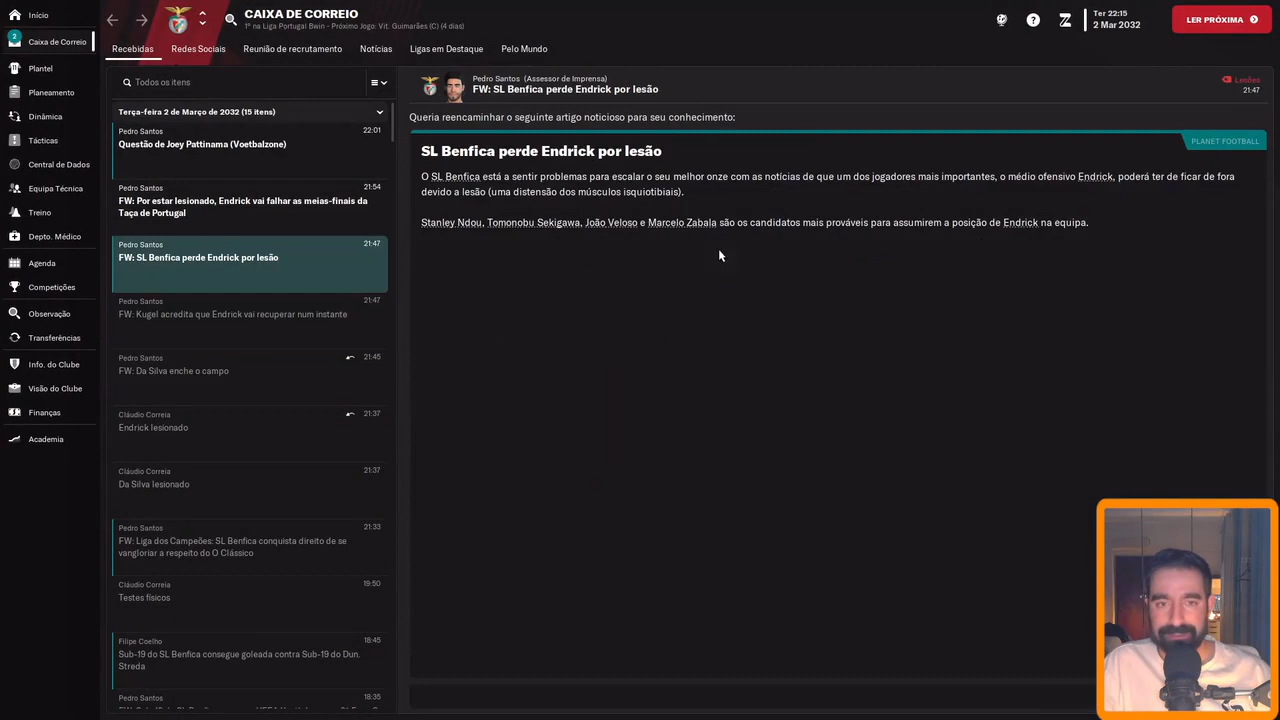 Início
2
Caixa de Correio
Plantel
Planeamento
Dinâmica
Tácticas
Central de Dados
Equipa Técnica
Treino
Depto. Médico
Agenda
Competições
Observação
Transferências
Info. do Clube
Visão do Clube
Finanças
Academia
CAIXA DE CORREIO
1º na Liga Portugal Bwin - Próximo Jogo: Vit. Guimarães (C) (4 dias)
Ter 22:15
2 Mar 2032
LER PRÓXIMA
Recebidas
Redes Sociais
Reunião de recrutamento
Notícias
Ligas em Destaque
Pelo Mundo
Todos os itens
Terça-feira 2 de Março de 2032 (15 itens)
Pedro Santos 22:01
Questão de Joey Pattinama (Voetbalzone)
Pedro Santos 21:54
FW: Por estar lesionado, Endrick vai falhar as meias-finais da
Taça de Portugal
Pedro Santos 21:47
FW: SL Benfica perde Endrick por lesão
Pedro Santos 21:47
FW: Kugel acredita que Endrick vai recuperar num instante
Pedro Santos 21:45
FW: Da Silva enche o campo
Cláudio Correia 21:37
Endrick lesionado
Cláudio Correia 21:37
Da Silva lesionado
Pedro Santos 21:33
FW: Liga dos Campeões: SL Benfica conquista direito de se
vangloriar a respeito do O Clássico
Cláudio Correia 19:50
Testes físicos
Filipe Coelho 18:45
Sub-19 do SL Benfica consegue goleada contra Sub-19 do Dun.
Streda
Pedro Santos 18:35
Pedro Santos (Assessor de Imprensa)
FW: SL Benfica perde Endrick por lesão
Lesões
21:47
Queria reencaminhar o seguinte artigo noticioso para seu conhecimento:
PLANET FOOTBALL
SL Benfica perde Endrick por lesão
O SL Benfica está a sentir problemas para escalar o seu melhor onze com as notícias de que um dos jogadores mais importantes, o médio ofensivo Endrick, poderá ter de ficar de fora
devido a lesão (uma distensão dos músculos isquiotibiais).
Stanley Ndou, Tomonobu Sekigawa, João Veloso e Marcelo Zabala são os candidatos mais prováveis para assumirem a posição de Endrick na equipa.